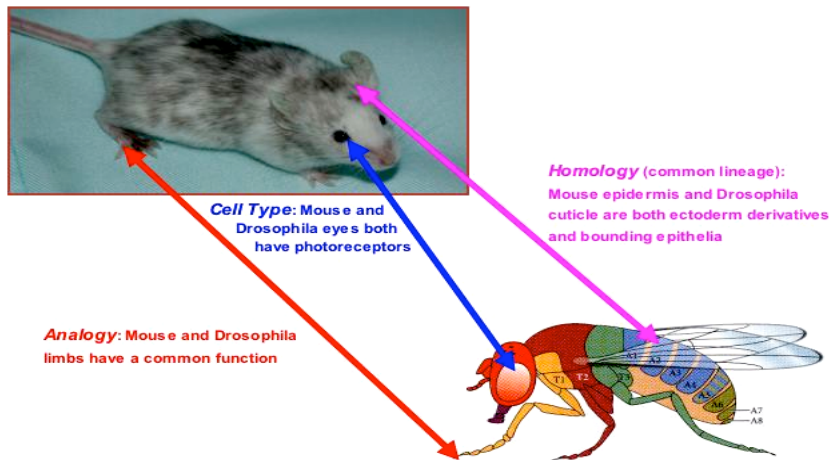 Homology (common lineage):
Mouse epidermis and Drosophila
cuticle are both ectoderm derivatives
and bounding epithelia
Cell Type: Mouse and
Drosophila eyes both
have photoreceptors
Analogy: Mouse and Drosophila
limbs have a common function
T1
T2
T3
A1
A2
A3
A4
A5
A6
A7
A8